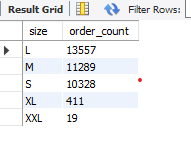 Result Grid Filter Rows:
size order_count
L 13557
M 11289
S 10328
XL 411
XXL 19